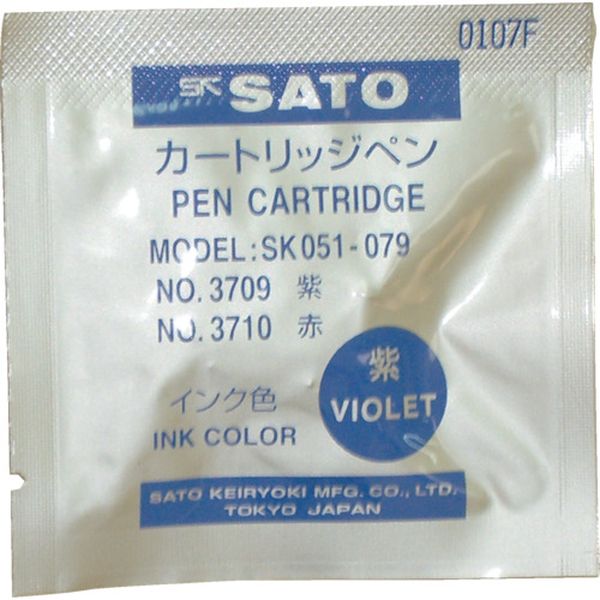 0107F
SK SATO
カートリッジペン
PEN CARTRIDGE
MODEL:SK051-079
NO.3709 紫
NO.3710 赤
紫
VIOLET
インク色
INK COLOR
SATO KEIRYOKI MFG. CO., LTD.
TOKYO JAPAN